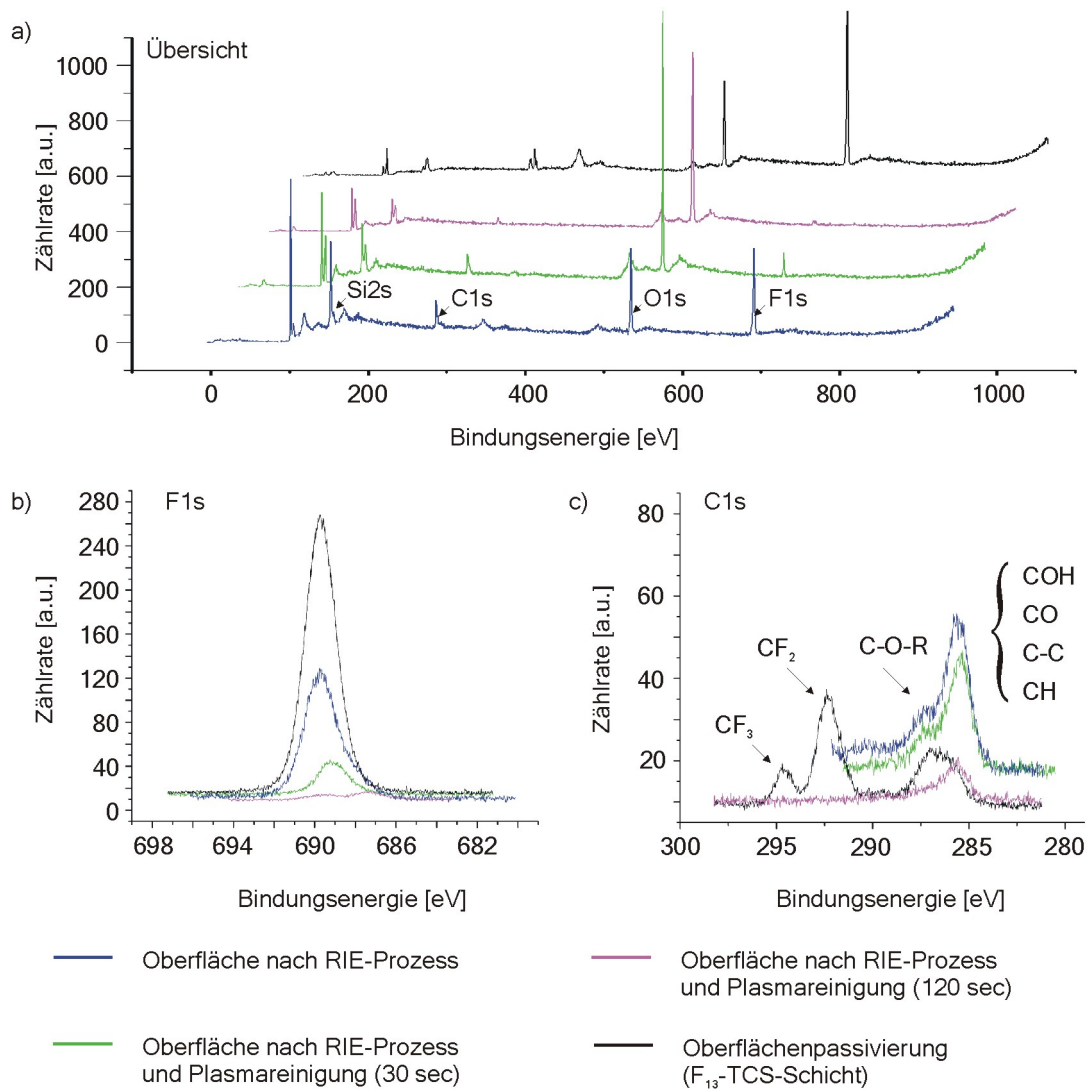 a)
Übersicht
Zählrate [a.u.]
1000
800
600
400
200
0
Si2s
C1s
O1s
F1s
0
200
400
600
800
1000
Bindungsenergie [eV]
b)
F1s
Zählrate [a.u.]
280
240
200
160
120
80
40
0
698
694
690
686
682
Bindungsenergie [eV]
c)
C1s
Zählrate [a.u.]
80
60
40
20
CF₃
CF₂
C-O-R
COH
CO
C-C
CH
300
295
290
285
280
Bindungsenergie [eV]
Oberfläche nach RIE-Prozess
Oberfläche nach RIE-Prozess
und Plasmareinigung (120 sec)
Oberfläche nach RIE-Prozess
und Plasmareinigung (30 sec)
Oberflächenpassivierung
(F₁₃-TCS-Schicht)